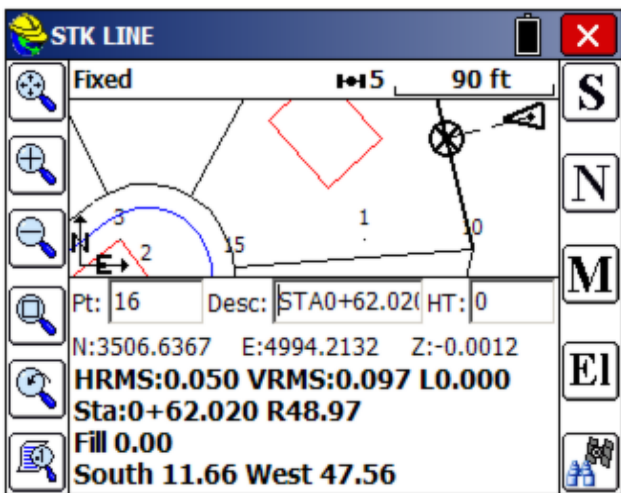 STK LINE
Fixed 5 90 ft
S
3 1 10
N 2 15
E
N
Pt: 16 Desc: STA0+62.020 HT: 0
M
N:3506.6367 E:4994.2132 Z:-0.0012
HRMS:0.050 VRMS:0.097 L0.000
El
Sta:0+62.020 R48.97
Fill 0.00
South 11.66 West 47.56